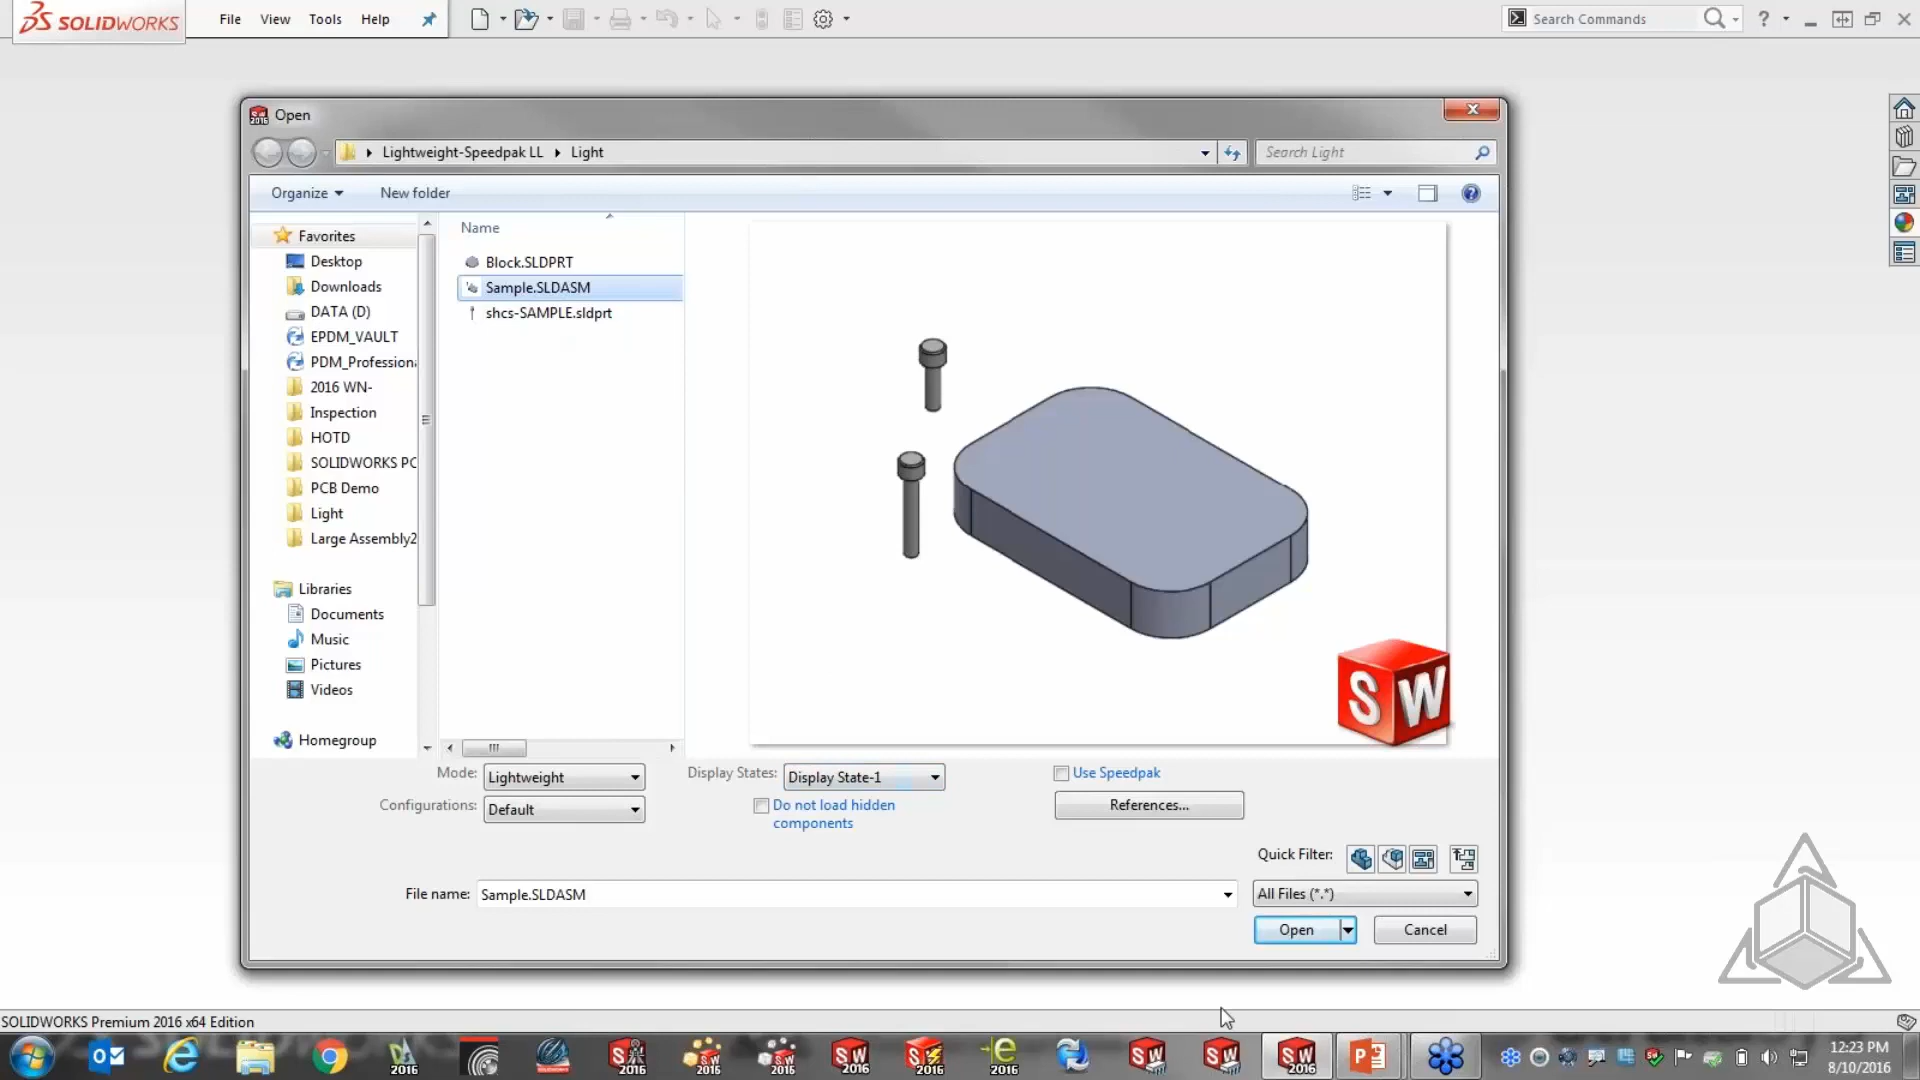 SOLIDWORKS
File View Tools Help
Search Commands
?
Open
Lightweight-Speedpak LL Light
Search Light
Organize New folder
Name
Favorites
Desktop
Downloads
DATA (D)
EPDM_VAULT
PDM_Professiona
2016 WN-
Inspection
HOTD
SOLIDWORKS PC
PCB Demo
Light
Large Assembly2
Libraries
Documents
Music
Pictures
Videos
Homegroup
Block.SLDPRT
Sample.SLDASM
shcs-SAMPLE.sldprt
SW
Mode: Lightweight
Configurations: Default
Display States: Display State-1
Do not load hidden
components
Use Speedpak
References...
Quick Filter:
File name: Sample.SLDASM
All Files (*.*)
Open Cancel
SOLIDWORKS Premium 2016 x64 Edition
12:23 PM
8/10/2016